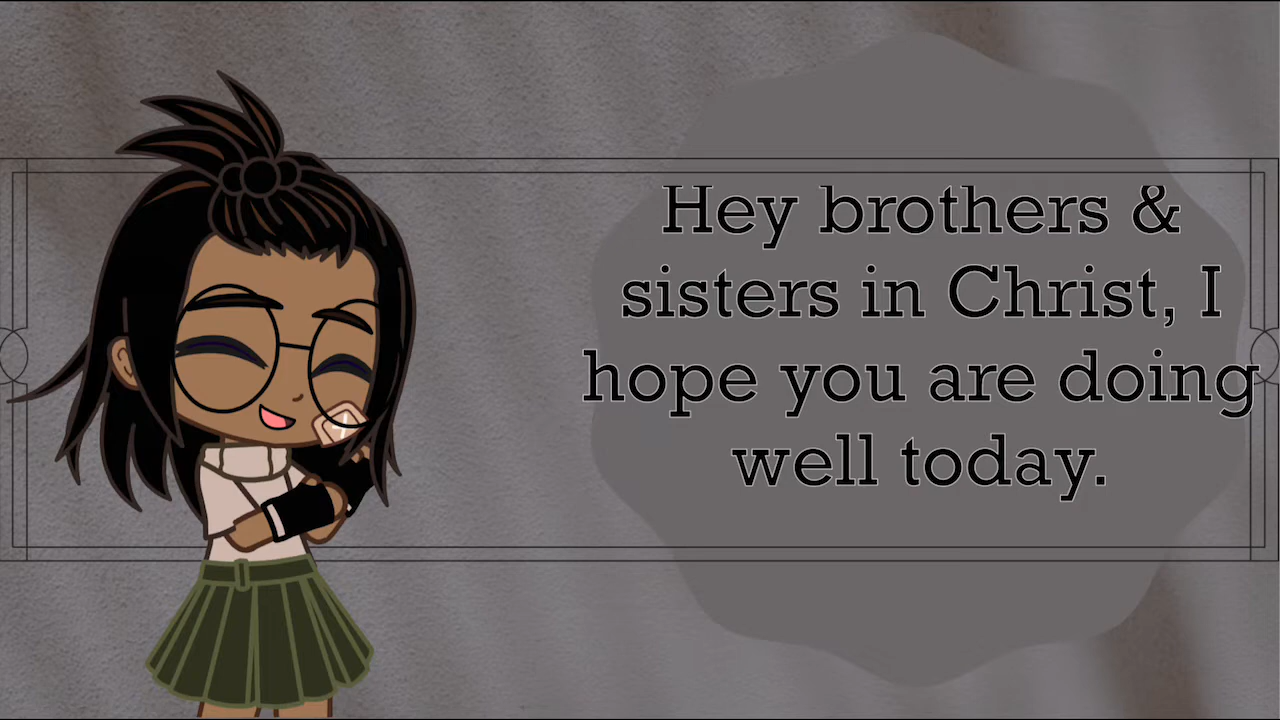 Hey brothers &
sisters in Christ, I
hope you are doing
well today.